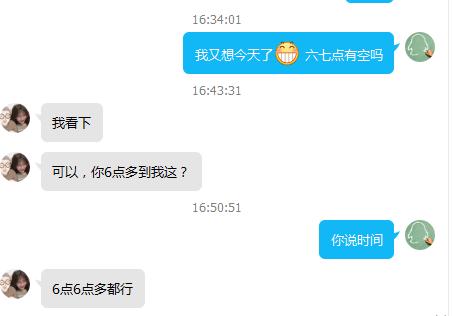 16:34:01
我又想今天了 六七点有空吗
16:43:31
我看下
可以，你6点多到我这？
16:50:51
你说时间
6点6点多都行